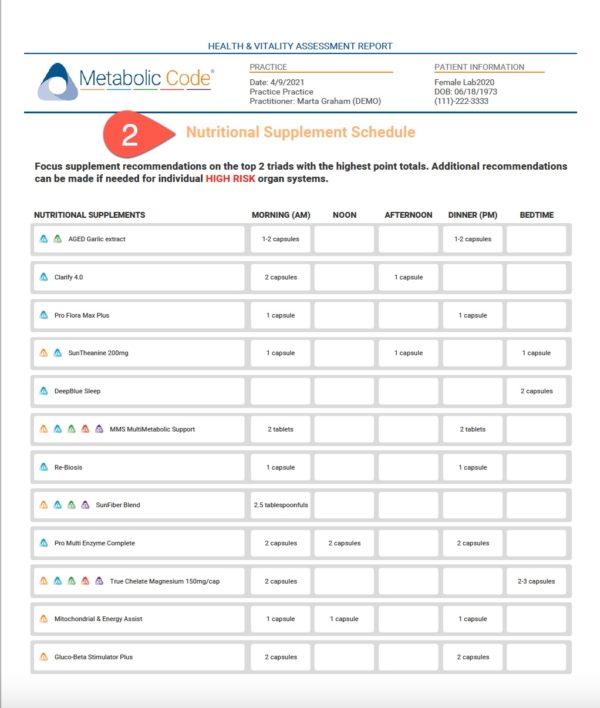 HEALTH & VITALITY ASSESSMENT REPORT
Metabolic Code®
PRACTICE
Date: 4/9/2021
Practice Practice
Practitioner: Marta Graham (DEMO)
PATIENT INFORMATION
Female Lab2020
DOB: 06/18/1973
(111)-222-3333
2
Nutritional Supplement Schedule
Focus supplement recommendations on the top 2 triads with the highest point totals. Additional recommendations
can be made if needed for individual HIGH RISK organ systems.
NUTRITIONAL SUPPLEMENTS MORNING (AM) NOON AFTERNOON DINNER (PM) BEDTIME
AGED Garlic extract 1-2 capsules 1-2 capsules
Clarify 4.0 2 capsules 1 capsule
Pro Flora Max Plus 1 capsule 1 capsule
SunTheanine 200mg 1 capsule 1 capsule 1 capsule
DeepBlue Sleep 2 capsules
MMS MultiMetabolic Support 2 tablets 2 tablets
Re-Biosis 1 capsule 1 capsule
SunFiber Blend 2.5 tablespoonfuls
Pro Multi Enzyme Complete 2 capsules 2 capsules 2 capsules
True Chelate Magnesium 150mg/cap 2 capsules 2-3 capsules
Mitochondrial & Energy Assist 1 capsule 1 capsule 1 capsule
Gluco-Beta Stimulator Plus 2 capsules 2 capsules